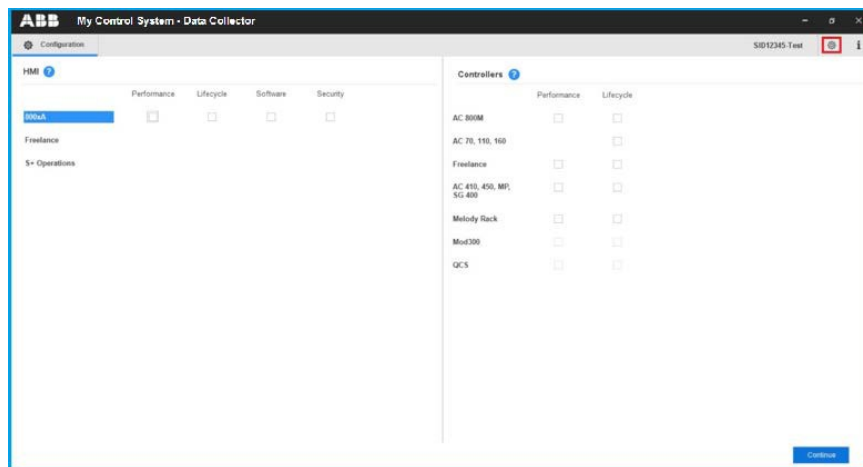 ABB My Control System - Data Collector
Configuration
SID12345-Test
i
HMI ?
Performance Lifecycle Software Security
800xA
Freelance
S+ Operations
Controllers ?
Performance Lifecycle
AC 800M
AC 70, 110, 160
Freelance
AC 410, 450, MP,
SG 400
Melody Rack
Mod300
QCS
Continue